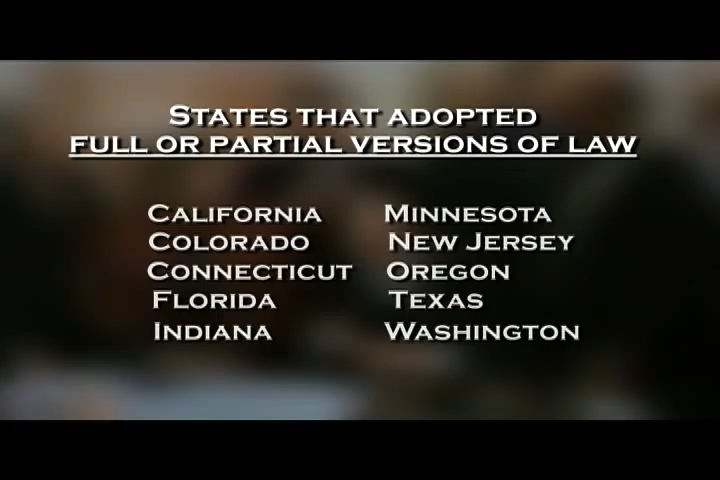 States that adopted
full or partial versions of law
California
Colorado
Connecticut
Florida
Indiana
Minnesota
New Jersey
Oregon
Texas
Washington